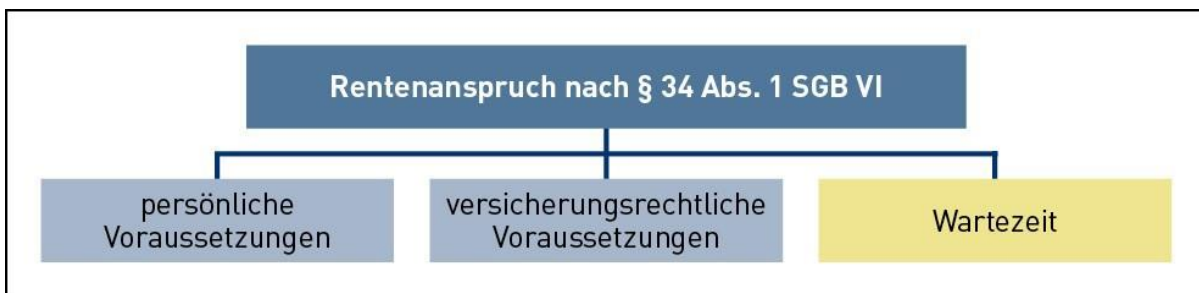 Rentenanspruch nach § 34 Abs. 1 SGB VI
persönliche
Voraussetzungen
versicherungsrechtliche
Voraussetzungen
Wartezeit